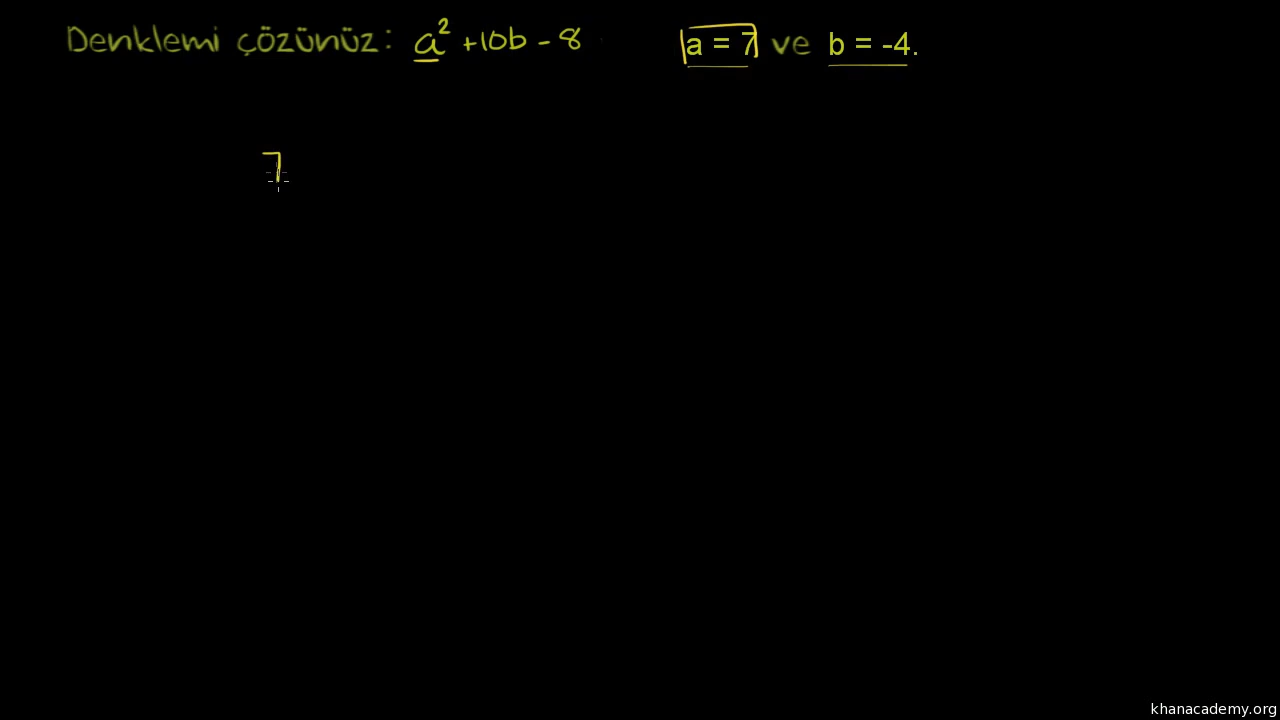 Denklemi çözünüz: a² +10b - 8 a = 7 ve b = -4.
7
khanacademy.org